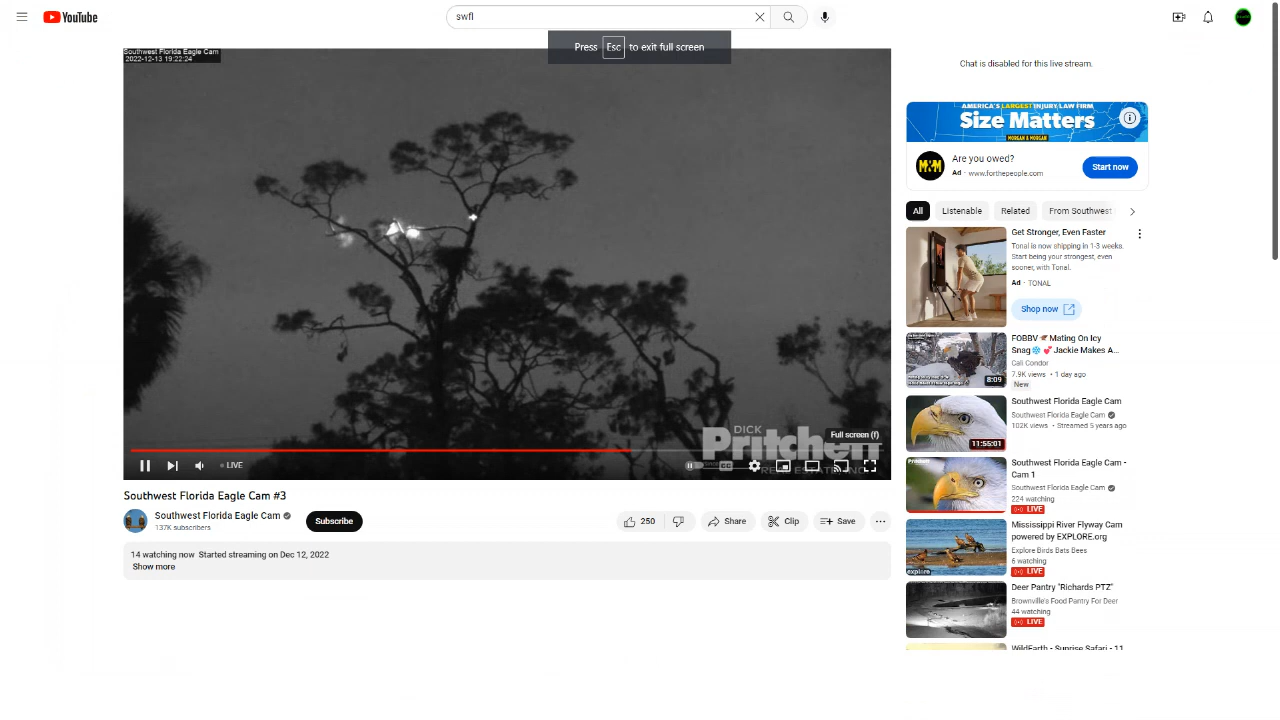 YouTube
swfl
Press Esc to exit full screen
Southwest Florida Eagle Cam
2022-12-13 19:22:24
DICK
Pritchett
REAL ESTATE INC
Full screen (f)
LIVE
Southwest Florida Eagle Cam #3
Southwest Florida Eagle Cam
137K subscribers
Subscribe
250
Share
Clip
Save
14 watching now Started streaming on Dec 12, 2022
Show more
Chat is disabled for this live stream.
AMERICA'S LARGEST INJURY LAW FIRM
Size Matters
MORGAN & MORGAN
M&M
Are you owed?
Ad · www.forthepeople.com
Start now
All
Listenable
Related
From Southwest
Get Stronger, Even Faster
Tonal is now shipping in 1-3 weeks.
Start being your strongest, even
sooner, with Tonal.
Ad · TONAL
Shop now
FOBBV 🦅Mating On Icy
Snag❄️ 💕Jackie Makes A...
Cali Condor
7.9K views • 1 day ago
New
8:09
Southwest Florida Eagle Cam
Southwest Florida Eagle Cam
102K views • Streamed 5 years ago
11:55:01
Southwest Florida Eagle Cam -
Cam 1
Southwest Florida Eagle Cam
224 watching
LIVE
Mississippi River Flyway Cam
powered by EXPLORE.org
Explore Birds Bats Bees
6 watching
LIVE
explore
Deer Pantry "Richards PTZ"
Brownville's Food Pantry For Deer
44 watching
LIVE
WildEarth - Sunrise Safari - 11